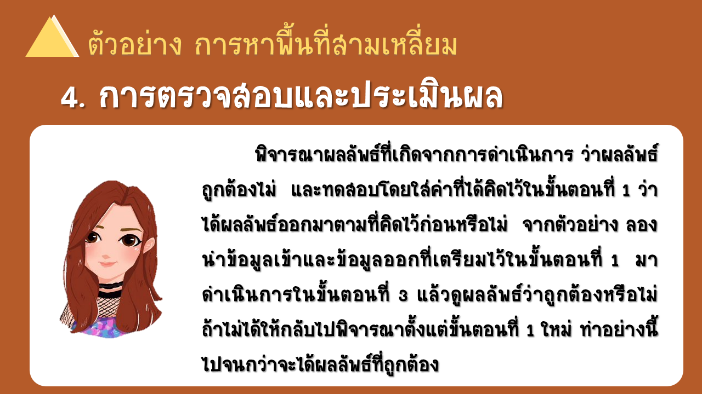 ตัวอย่าง การหาพื้นที่สามเหลี่ยม
4. การตรวจสอบและประเมินผล
พิจารณาผลลัพธ์ที่เกิดจากการดำเนินการ ว่าผลลัพธ์
ถูกต้องไม่ และทดสอบโดยใส่ค่าที่ได้คิดไว้ในขั้นตอนที่ 1 ว่า
ได้ผลลัพธ์ออกมาตามที่คิดไว้ก่อนหรือไม่ จากตัวอย่าง ลอง
นำข้อมูลเข้าและข้อมูลออกที่เตรียมไว้ในขั้นตอนที่ 1 มา
ดำเนินการในขั้นตอนที่ 3 แล้วดูผลลัพธ์ว่าถูกต้องหรือไม่
ถ้าไม่ได้ให้กลับไปพิจารณาตั้งแต่ขั้นตอนที่ 1 ใหม่ ทำอย่างนี้
ไปจนกว่าจะได้ผลลัพธ์ที่ถูกต้อง